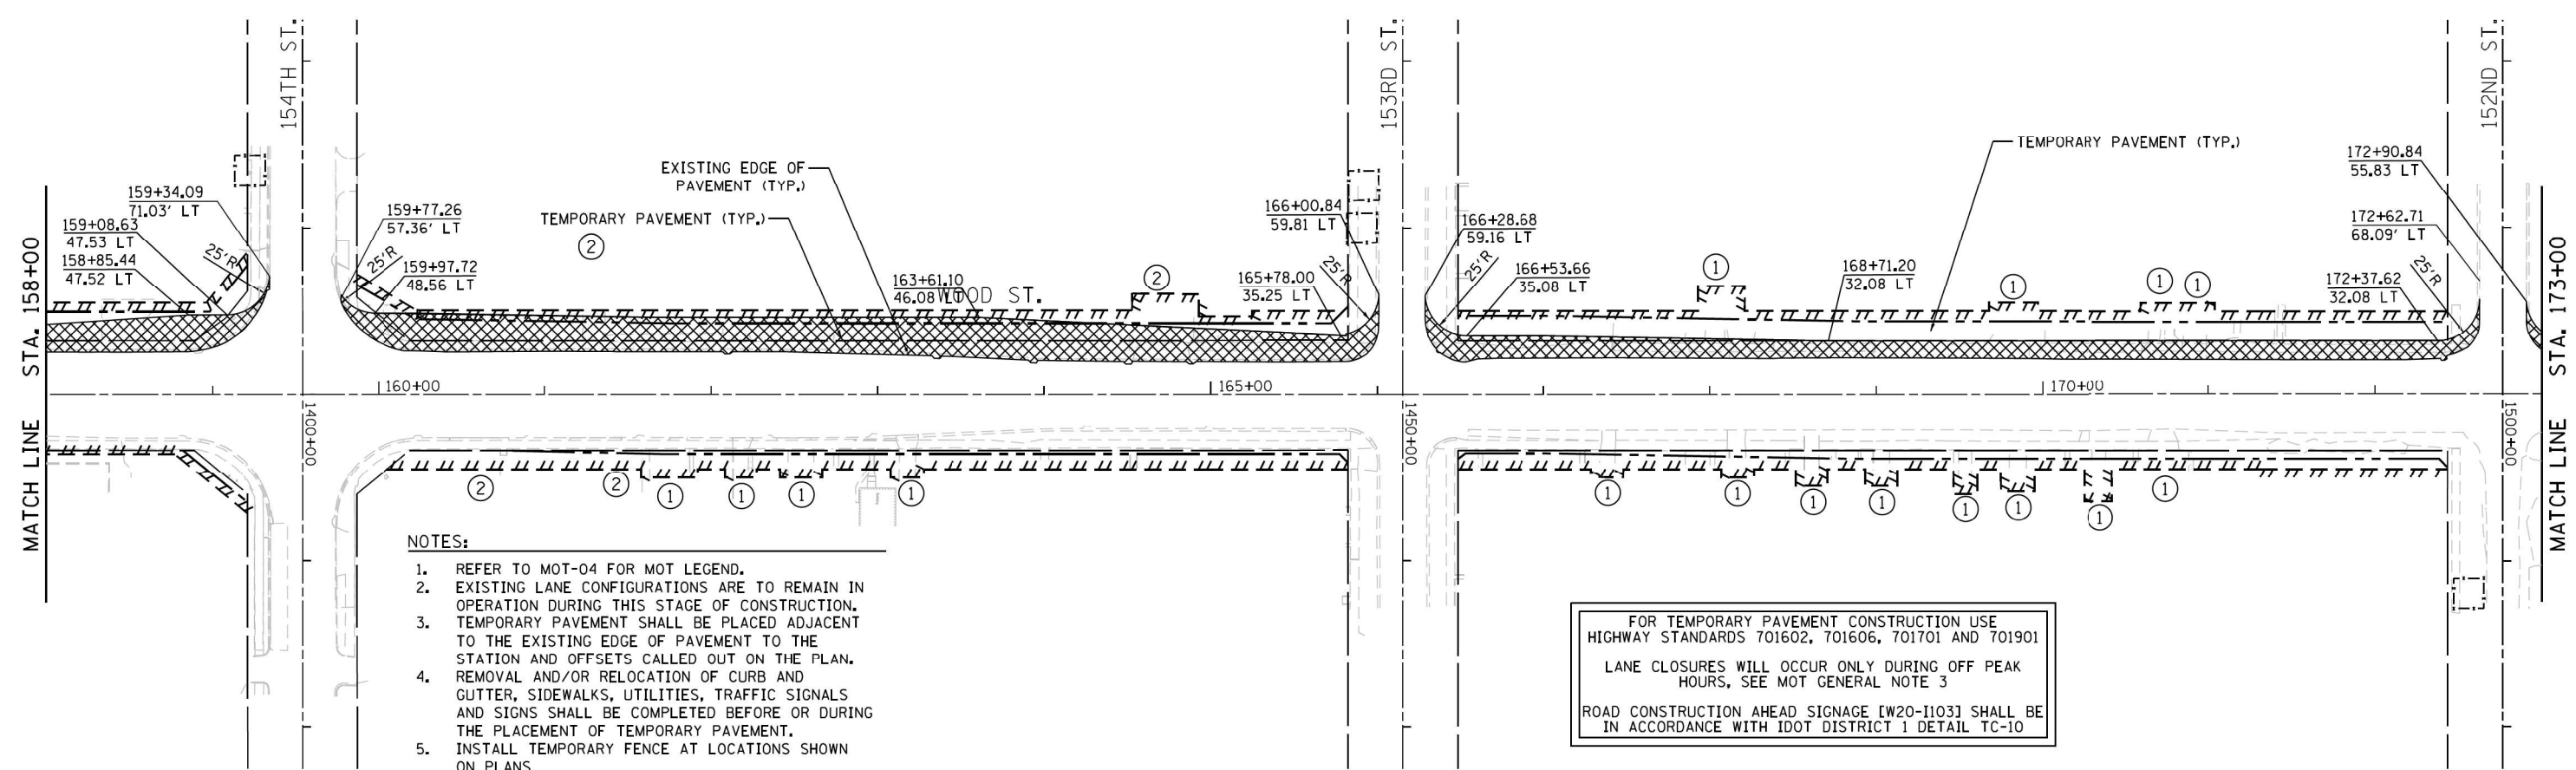 154TH ST.
153RD ST.
152ND ST.
MATCH LINE STA. 158+00
159+34.09
71.03' LT
159+08.63
47.53 LT
158+85.44
47.52 LT
25'R
159+77.26
57.36' LT
25'R
159+97.72
48.56 LT
EXISTING EDGE OF
PAVEMENT (TYP.)
TEMPORARY PAVEMENT (TYP.)
2
163+61.10
46.08 LT
WOOD ST.
2
166+00.84
59.81 LT
165+78.00
35.25 LT
25'R
166+28.68
59.16 LT
25'R
166+53.66
35.08 LT
1
168+71.20
32.08 LT
TEMPORARY PAVEMENT (TYP.)
1
1
1
172+90.84
55.83 LT
172+62.71
68.09' LT
172+37.62
32.08 LT
25'R
MATCH LINE STA. 173+00
160+00
165+00
170+00
1400+00
1450+00
1500+00
2
2
1
1
1
1
1
1
1
1
1
1
1
1
NOTES:
1. REFER TO MOT-04 FOR MOT LEGEND.
2. EXISTING LANE CONFIGURATIONS ARE TO REMAIN IN
OPERATION DURING THIS STAGE OF CONSTRUCTION.
3. TEMPORARY PAVEMENT SHALL BE PLACED ADJACENT
TO THE EXISTING EDGE OF PAVEMENT TO THE
STATION AND OFFSETS CALLED OUT ON THE PLAN.
4. REMOVAL AND/OR RELOCATION OF CURB AND
GUTTER, SIDEWALKS, UTILITIES, TRAFFIC SIGNALS
AND SIGNS SHALL BE COMPLETED BEFORE OR DURING
THE PLACEMENT OF TEMPORARY PAVEMENT.
5. INSTALL TEMPORARY FENCE AT LOCATIONS SHOWN
ON PLANS
FOR TEMPORARY PAVEMENT CONSTRUCTION USE
HIGHWAY STANDARDS 701602, 701606, 701701 AND 701901
LANE CLOSURES WILL OCCUR ONLY DURING OFF PEAK
HOURS, SEE MOT GENERAL NOTE 3
ROAD CONSTRUCTION AHEAD SIGNAGE [W20-I103] SHALL BE
IN ACCORDANCE WITH IDOT DISTRICT 1 DETAIL TC-10